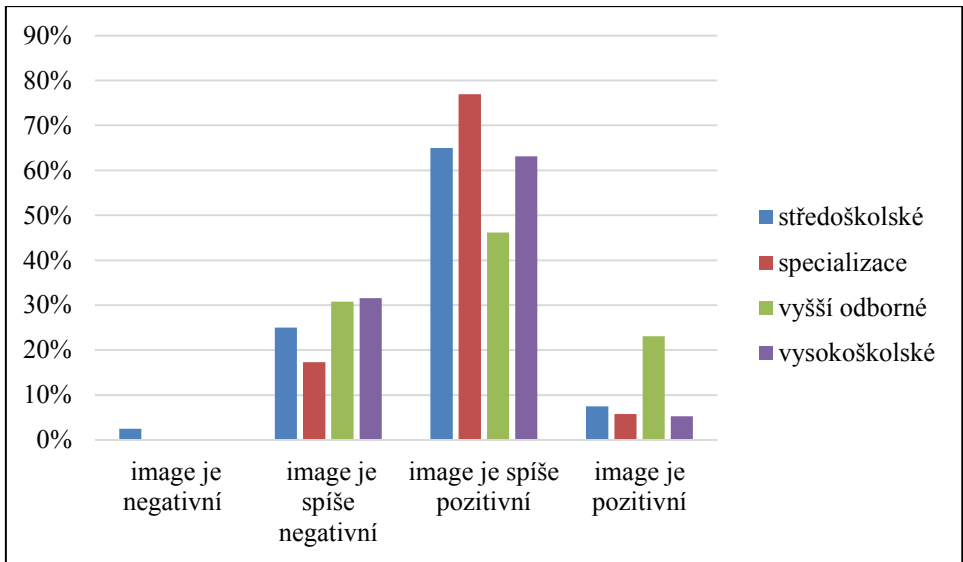 90%
80%
70%
60%
50%
40%
30%
20%
10%
0%
image je
negativní
image je
spíše
negativní
image je spíše
pozitivní
image je
pozitivní
středoškolské
specializace
vyšší odborné
vysokoškolské